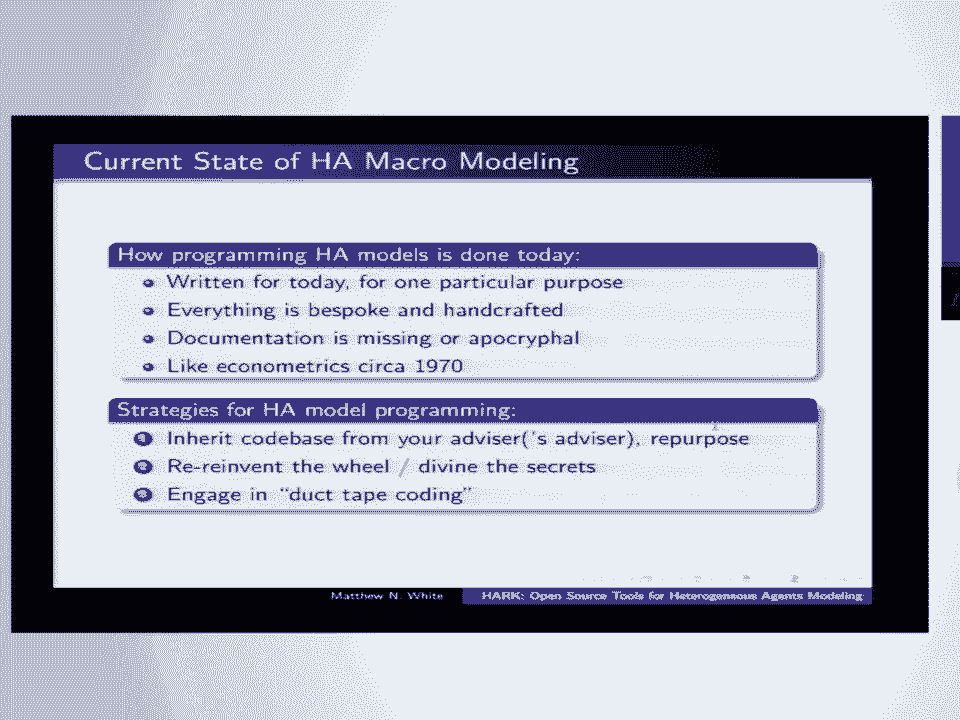 Current State of HA Macro Modeling
How programming HA models is done today:
Written for today, for one particular purpose
Everything is bespoke and handcrafted
Documentation is missing or apocryphal
Like econometrics circa 1970
Strategies for HA model programming:
1 Inherit codebase from your adviser('s adviser), repurpose
2 Re-reinvent the wheel / divine the secrets
3 Engage in “duct tape coding”
Matthew N. White HARK: Open Source Tools for Heterogeneous Agents Modeling